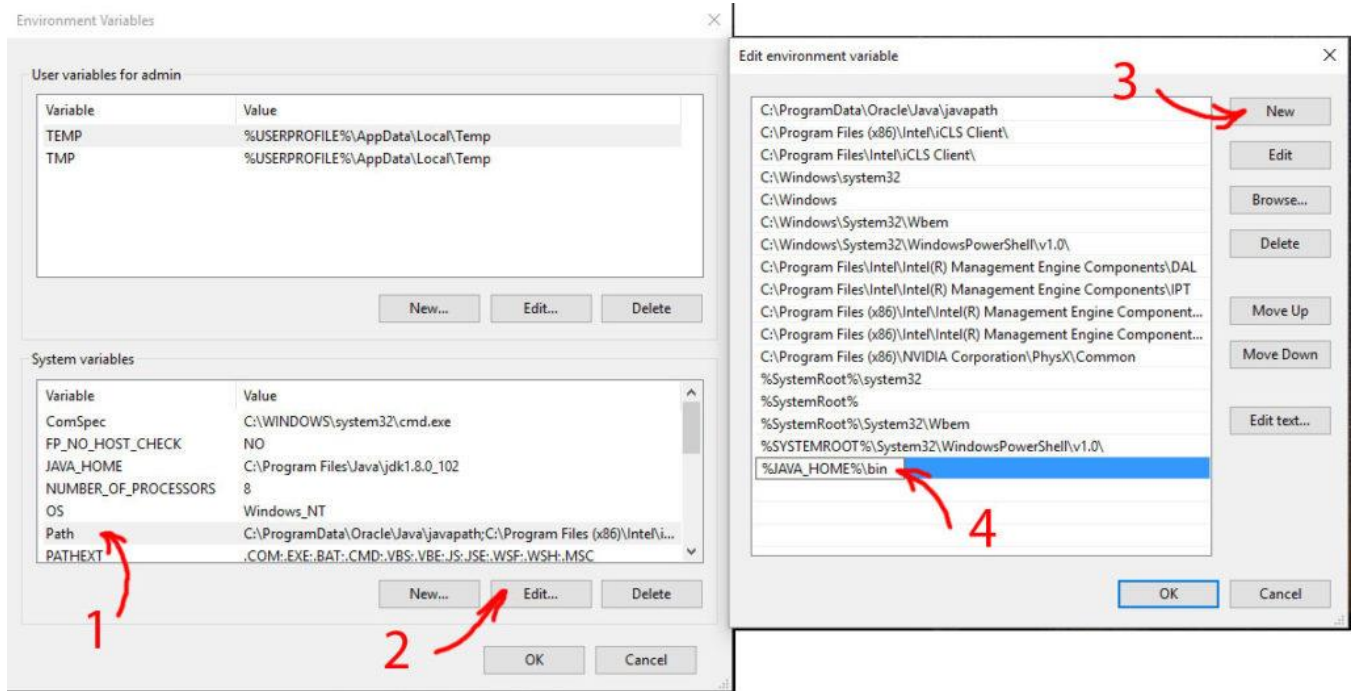 Environment Variables
User variables for admin
Variable Value
TEMP %USERPROFILE%\AppData\Local\Temp
TMP %USERPROFILE%\AppData\Local\Temp
New... Edit... Delete
System variables
Variable Value
ComSpec C:\WINDOWS\system32\cmd.exe
FP_NO_HOST_CHECK NO
JAVA_HOME C:\Program Files\Java\jdk1.8.0_102
NUMBER_OF_PROCESSORS 8
OS Windows_NT
Path C:\ProgramData\Oracle\Java\javapath;C:\Program Files (x86)\Intel\i...
PATHEXT .COM;.EXE;.BAT;.CMD;.VBS;.VBE;.JS;.JSE;.WSF;.WSH;.MSC
New... Edit... Delete
1
2
OK Cancel
Edit environment variable
3
C:\ProgramData\Oracle\Java\javapath
C:\Program Files (x86)\Intel\iCLS Client\
C:\Program Files\Intel\iCLS Client\
C:\Windows\system32
C:\Windows
C:\Windows\System32\Wbem
C:\Windows\System32\WindowsPowerShell\v1.0\
C:\Program Files\Intel\Intel(R) Management Engine Components\DAL
C:\Program Files\Intel\Intel(R) Management Engine Components\IPT
C:\Program Files (x86)\Intel\Intel(R) Management Engine Component...
C:\Program Files (x86)\Intel\Intel(R) Management Engine Component...
C:\Program Files (x86)\NVIDIA Corporation\PhysX\Common
%SystemRoot%\system32
%SystemRoot%
%SystemRoot%\System32\Wbem
%SYSTEMROOT%\System32\WindowsPowerShell\v1.0\
%JAVA_HOME%\bin
4
New
Edit
Browse...
Delete
Move Up
Move Down
Edit text...
OK Cancel